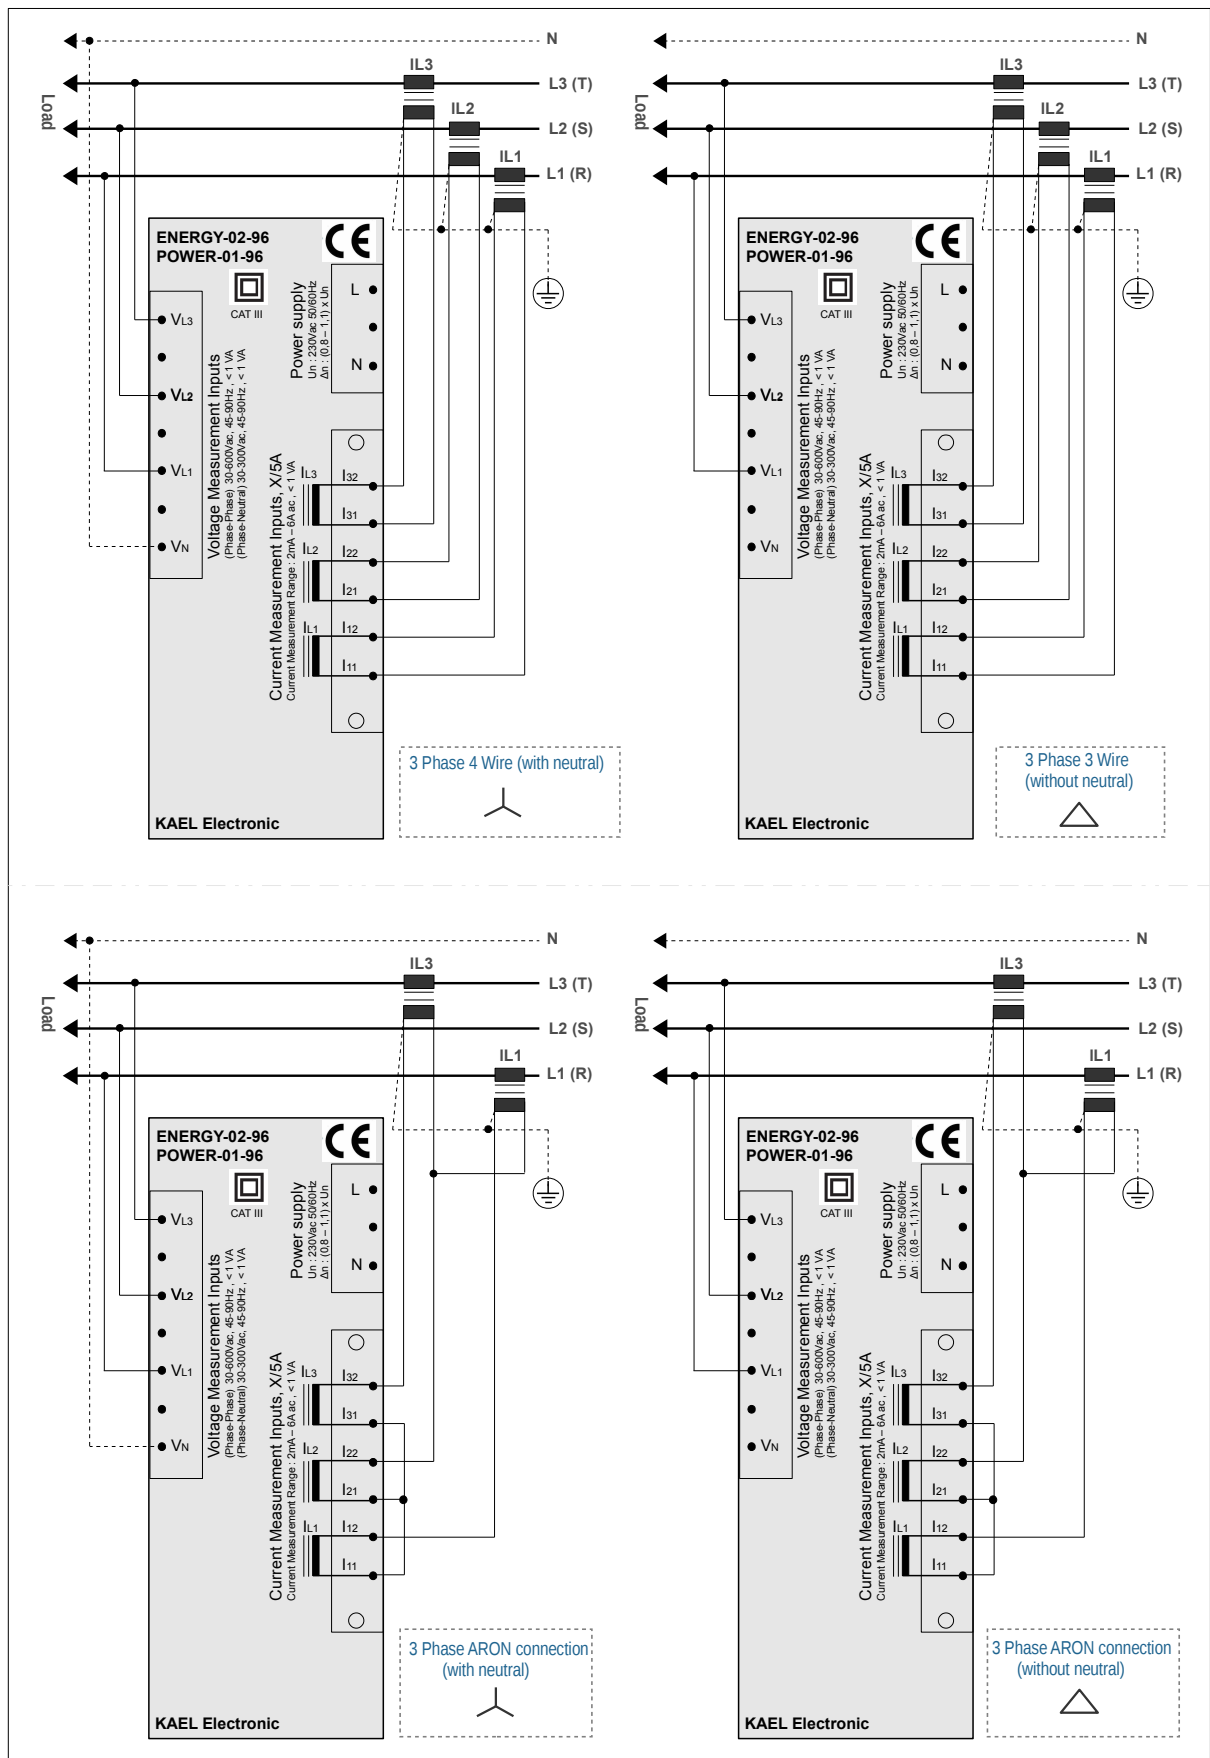 N
IL3
L3 (T)
IL2
L2 (S)
IL1
L1 (R)
Load
ENERGY-02-96
POWER-01-96
CE
CAT III
Power supply
Un : 230Vac 50/60Hz
Δn : (0,8 – 1,1) x Un
L
N
VL3
VL2
VL1
VN
Voltage Measurement Inputs
(Phase-Phase) 30-600Vac, 45-90Hz , < 1 VA
(Phase-Neutral) 30-300Vac, 45-90Hz , < 1 VA
Current Measurement Inputs, X/5A
Current Measurement Range : 2mA – 6A ac , < 1 VA
IL3
I32
I31
IL2
I22
I21
IL1
I12
I11
3 Phase 4 Wire (with neutral)
KAEL Electronic
N
IL3
L3 (T)
IL2
L2 (S)
IL1
L1 (R)
Load
ENERGY-02-96
POWER-01-96
CE
CAT III
Power supply
Un : 230Vac 50/60Hz
Δn : (0,8 – 1,1) x Un
L
N
VL3
VL2
VL1
VN
Voltage Measurement Inputs
(Phase-Phase) 30-600Vac, 45-90Hz , < 1 VA
(Phase-Neutral) 30-300Vac, 45-90Hz , < 1 VA
Current Measurement Inputs, X/5A
Current Measurement Range : 2mA – 6A ac , < 1 VA
IL3
I32
I31
IL2
I22
I21
IL1
I12
I11
3 Phase 3 Wire
(without neutral)
KAEL Electronic
N
IL3
L3 (T)
L2 (S)
IL1
L1 (R)
Load
ENERGY-02-96
POWER-01-96
CE
CAT III
Power supply
Un : 230Vac 50/60Hz
Δn : (0,8 – 1,1) x Un
L
N
VL3
VL2
VL1
VN
Voltage Measurement Inputs
(Phase-Phase) 30-600Vac, 45-90Hz , < 1 VA
(Phase-Neutral) 30-300Vac, 45-90Hz , < 1 VA
Current Measurement Inputs, X/5A
Current Measurement Range : 2mA – 6A ac , < 1 VA
IL3
I32
I31
IL2
I22
I21
IL1
I12
I11
3 Phase ARON connection
(with neutral)
KAEL Electronic
N
IL3
L3 (T)
L2 (S)
IL1
L1 (R)
Load
ENERGY-02-96
POWER-01-96
CE
CAT III
Power supply
Un : 230Vac 50/60Hz
Δn : (0,8 – 1,1) x Un
L
N
VL3
VL2
VL1
VN
Voltage Measurement Inputs
(Phase-Phase) 30-600Vac, 45-90Hz , < 1 VA
(Phase-Neutral) 30-300Vac, 45-90Hz , < 1 VA
Current Measurement Inputs, X/5A
Current Measurement Range : 2mA – 6A ac , < 1 VA
IL3
I32
I31
IL2
I22
I21
IL1
I12
I11
3 Phase ARON connection
(without neutral)
KAEL Electronic